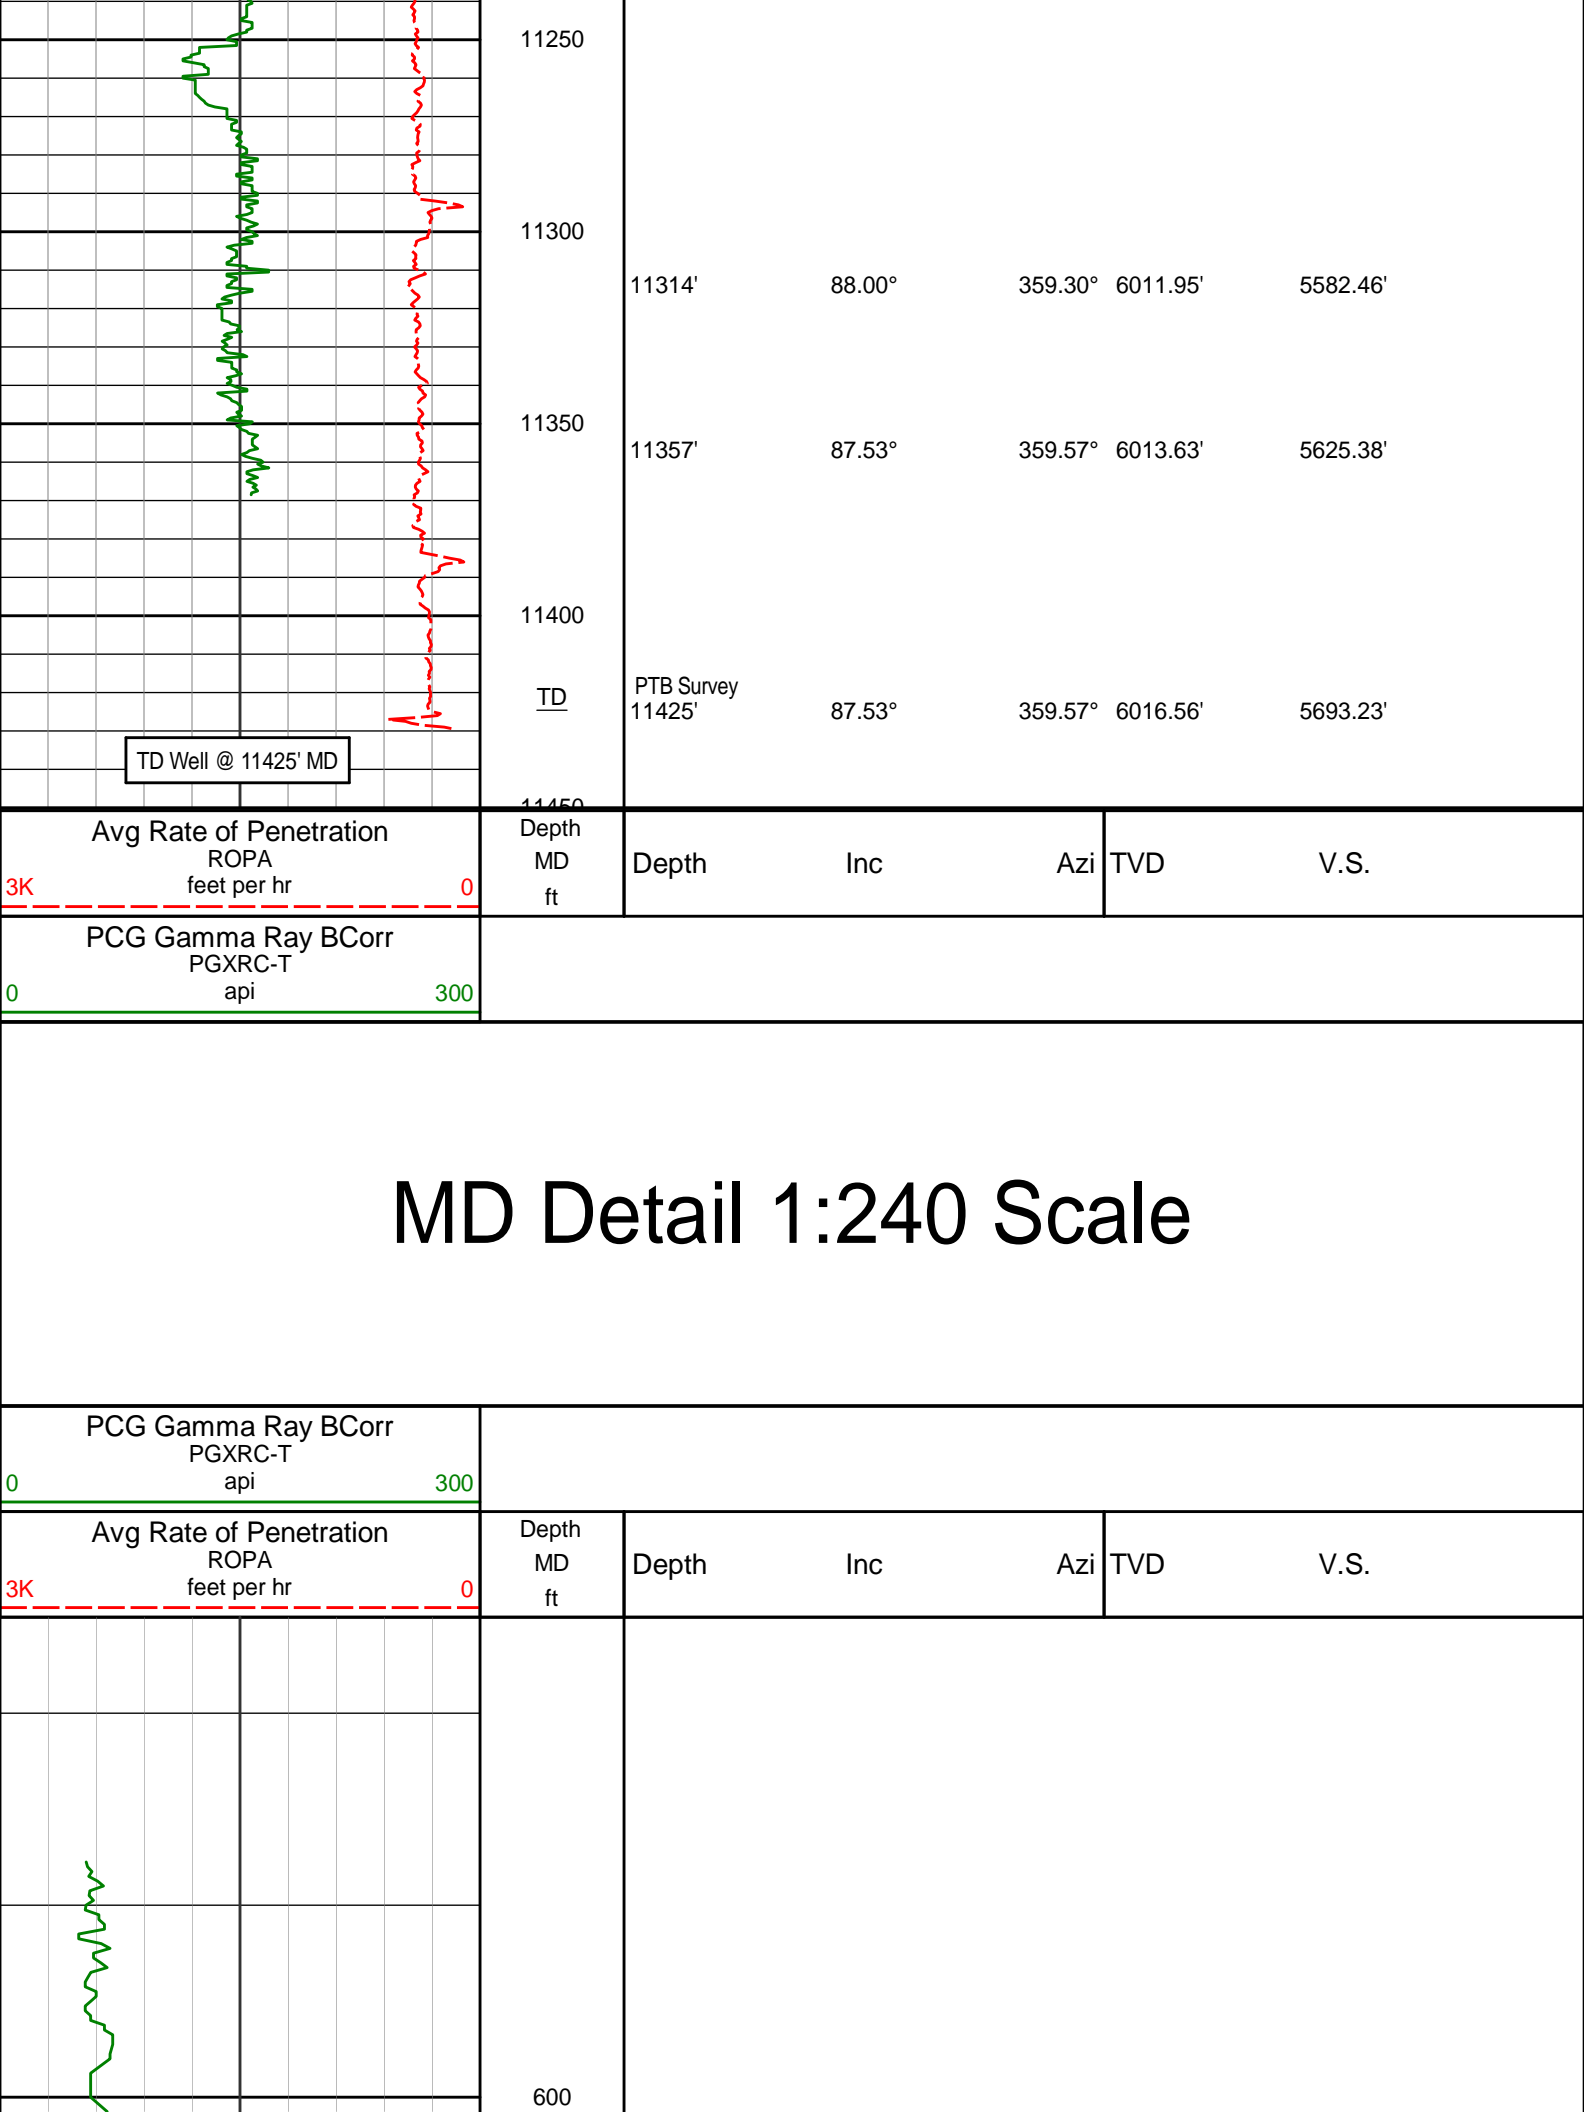 11250
11300
11314' 88.00° 359.30° 6011.95' 5582.46'
11350
11357' 87.53° 359.57° 6013.63' 5625.38'
11400
PTB Survey
TD
11425' 87.53° 359.57° 6016.56' 5693.23'
TD Well @ 11425' MD
11450
Avg Rate of Penetration
ROPA
feet per hr
3K 0
Depth
MD
ft
Depth Inc Azi TVD V.S.
PCG Gamma Ray BCorr
PGXRC-T
api
0 300
MD Detail 1:240 Scale
PCG Gamma Ray BCorr
PGXRC-T
api
0 300
Avg Rate of Penetration
ROPA
feet per hr
3K 0
Depth
MD
ft
Depth Inc Azi TVD V.S.
600